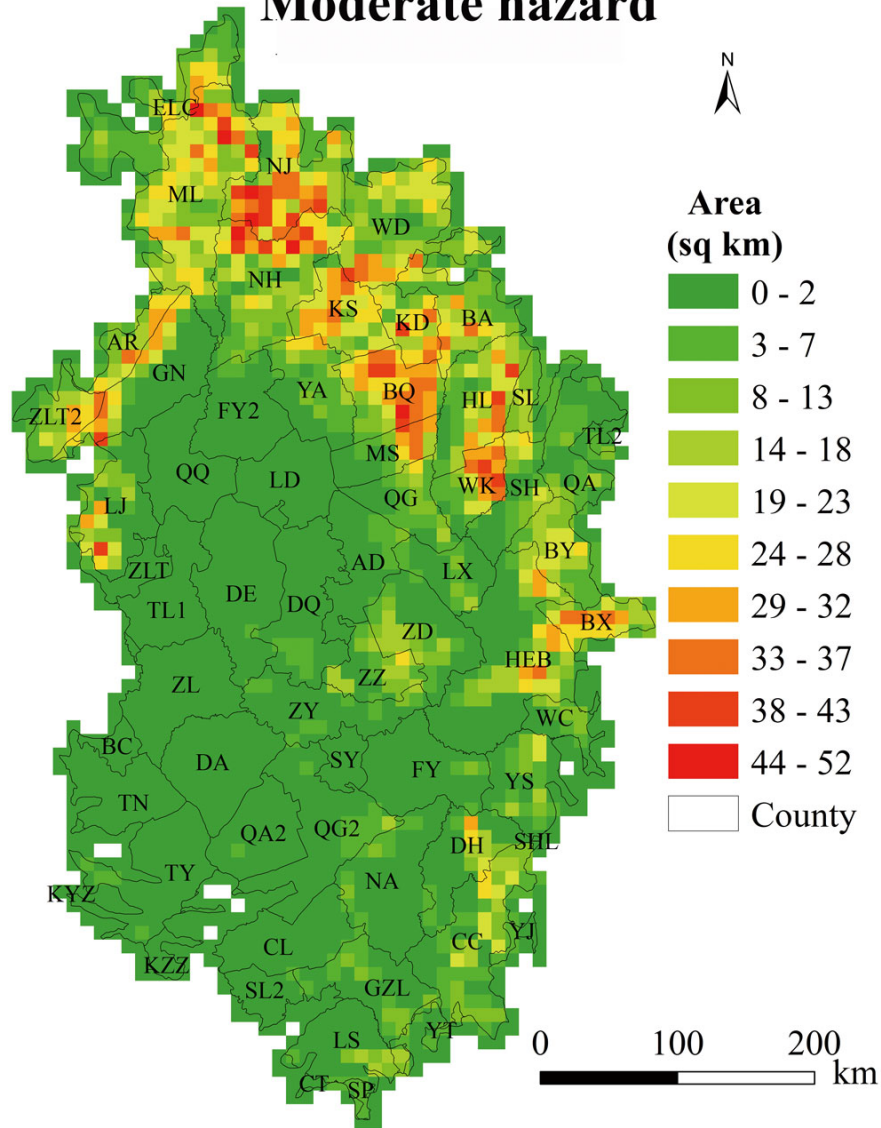 Moderate hazard
N
ELC
NJ
ML
WD
NH
KS
KD
BA
AR
GN
YA
BQ
HL
SL
ZLT2
FY2
TL2
MS
QQ
LD
WK
SH
QA
QG
LJ
BY
ZLT
AD
LX
DE
DQ
TL1
ZD
BX
HEB
ZZ
ZL
ZY
WC
BC
DA
SY
FY
YS
TN
QA2
QG2
DH
SHL
TY
NA
KYZ
CL
CC
YJ
KZZ
SL2
GZL
LS
YT
CT
SP
Area
(sq km)
0 - 2
3 - 7
8 - 13
14 - 18
19 - 23
24 - 28
29 - 32
33 - 37
38 - 43
44 - 52
County
0 100 200
km